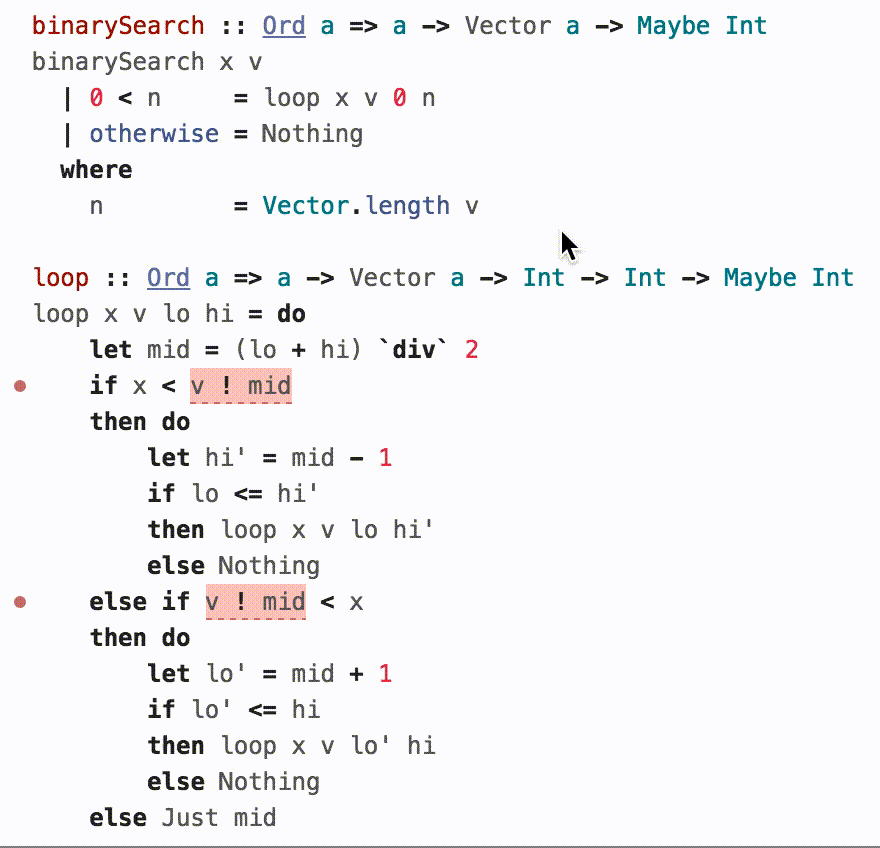 binarySearch :: Ord a => a -> Vector a -> Maybe Int
binarySearch x v
  | 0 < n     = loop x v 0 n
  | otherwise = Nothing
  where
    n         = Vector.length v

loop :: Ord a => a -> Vector a -> Int -> Int -> Maybe Int
loop x v lo hi = do
    let mid = (lo + hi) `div` 2
    if x < v ! mid
    then do
        let hi' = mid - 1
        if lo <= hi'
        then loop x v lo hi'
        else Nothing
    else if v ! mid < x
    then do
        let lo' = mid + 1
        if lo' <= hi
        then loop x v lo' hi
        else Nothing
    else Just mid